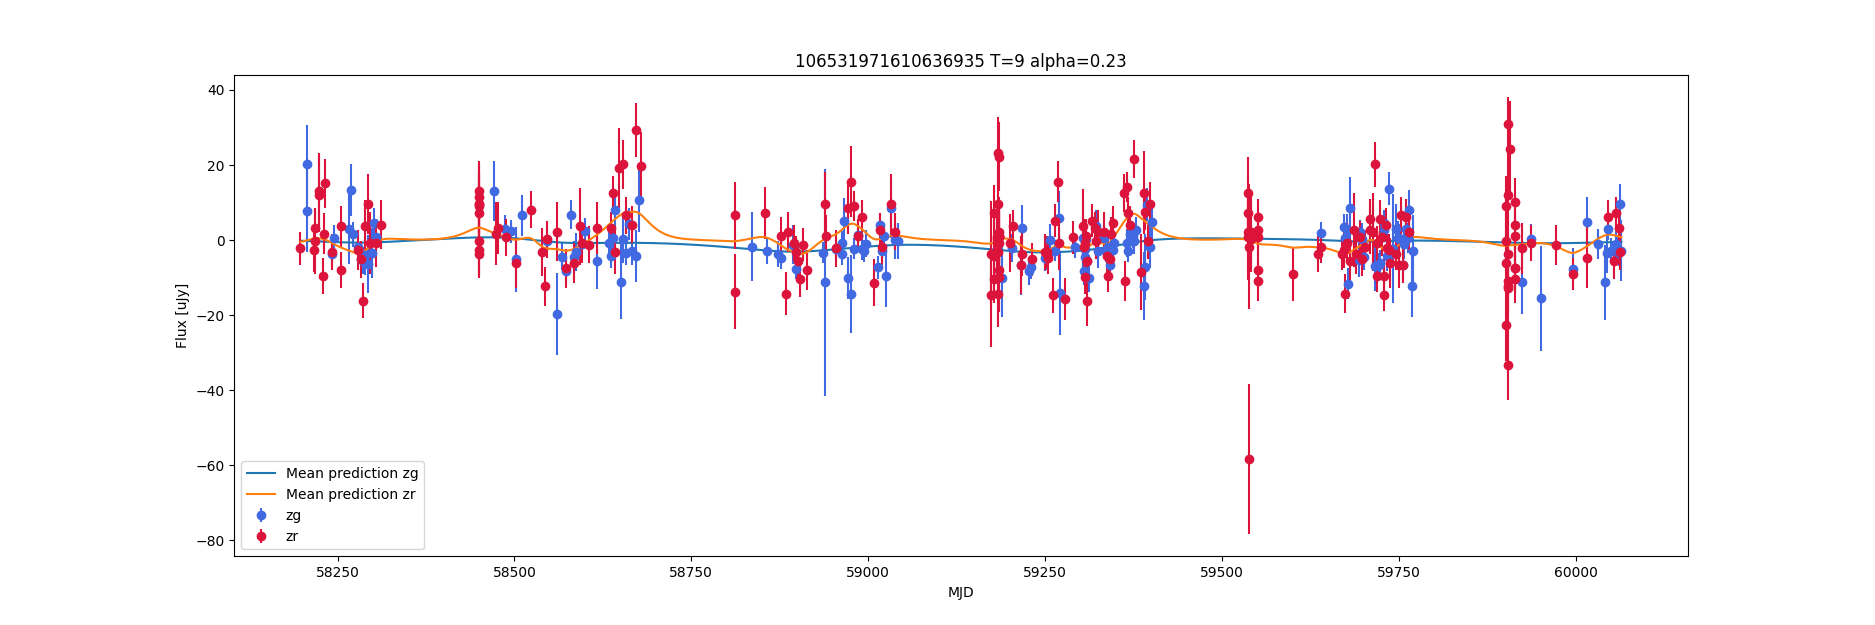 106531971610636935 T=9 alpha=0.23
40
20
0
−20
−40
−60
−80
Flux [uJy]
Mean prediction zg
Mean prediction zr
zg
zr
58250 58500 58750 59000 59250 59500 59750 60000
MJD